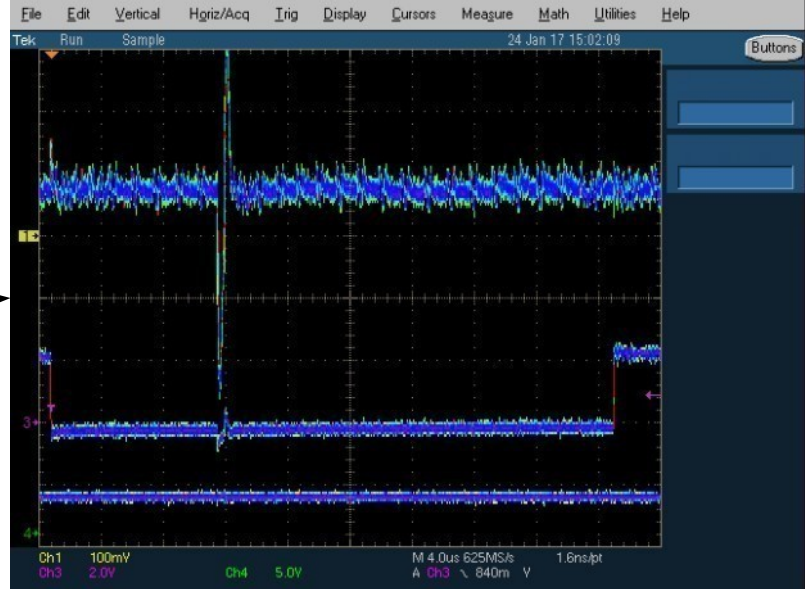 File Edit Vertical Horiz/Acq Trig Display Cursors Measure Math Utilities Help
Tek Run Sample 24 Jan 17 15:02:09 Buttons
1
T
3
4
Ch1 100mV M 4.0us 625MS/s 1.6ns/pt
Ch3 2.0V Ch4 5.0V A Ch3 \ 840m V